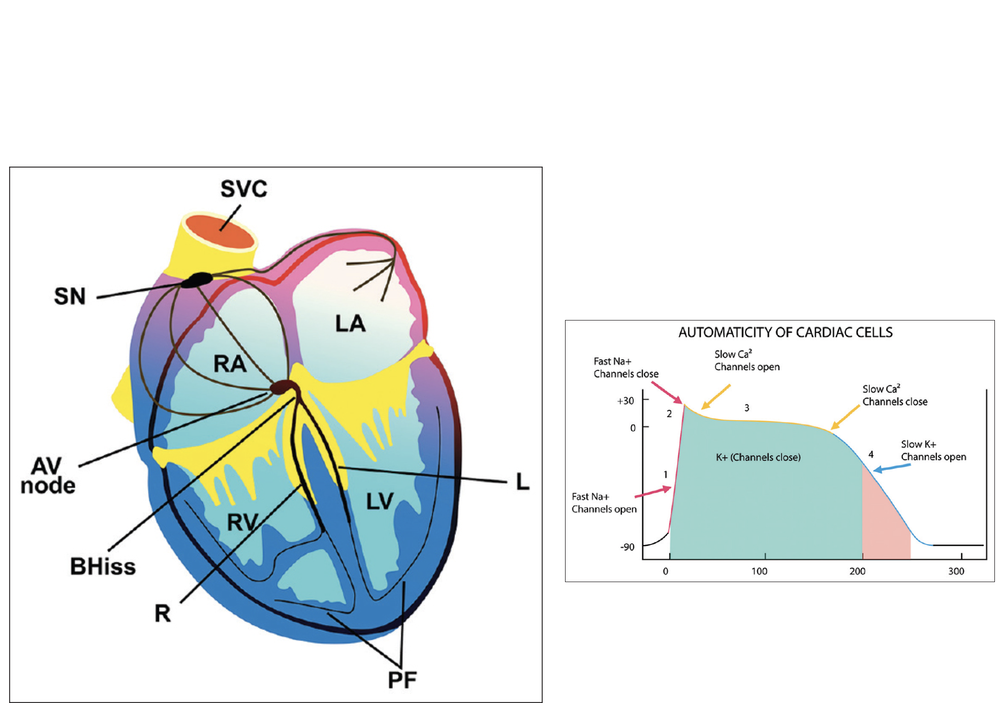 SVC
SN
LA
RA
AV
node
L
LV
RV
BHiss
R
PF
AUTOMATICITY OF CARDIAC CELLS
Slow Ca²
Channels open
Fast Na+
Channels close
Slow Ca²
Channels close
+30
2
3
0
Slow K+
Channels open
4
K+ (Channels close)
1
Fast Na+
Channels open
-90
0
100
200
300